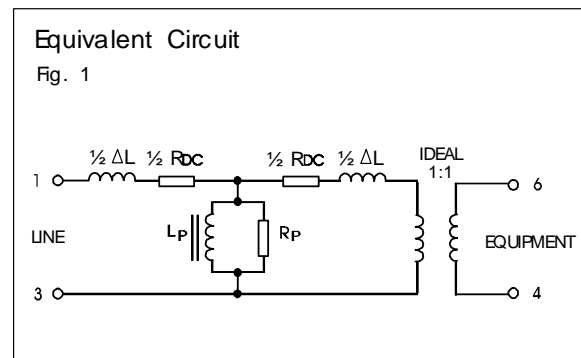 Equivalent Circuit
Fig. 1
½ ΔL ½ RDC ½ RDC ½ ΔL IDEAL
1:1
1 6
LINE LP RP EQUIPMENT
3 4